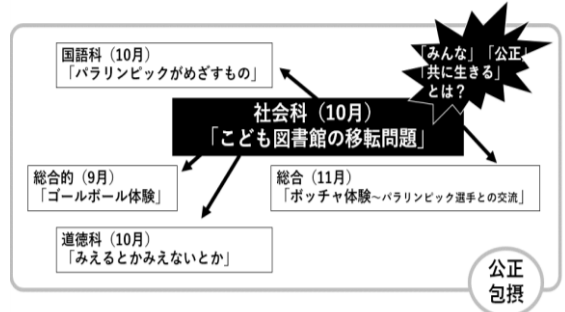 国語科（10月）
「パラリンピックがめざすもの」
「みんな」「公正」
「共に生きる」
とは？
社会科（10月）
「こども図書館の移転問題」
総合的（9月）
「ゴールボール体験」
総合（11月）
「ボッチャ体験～パラリンピック選手との交流」
道徳科（10月）
「みえるとかみえないとか」
公正
包摂